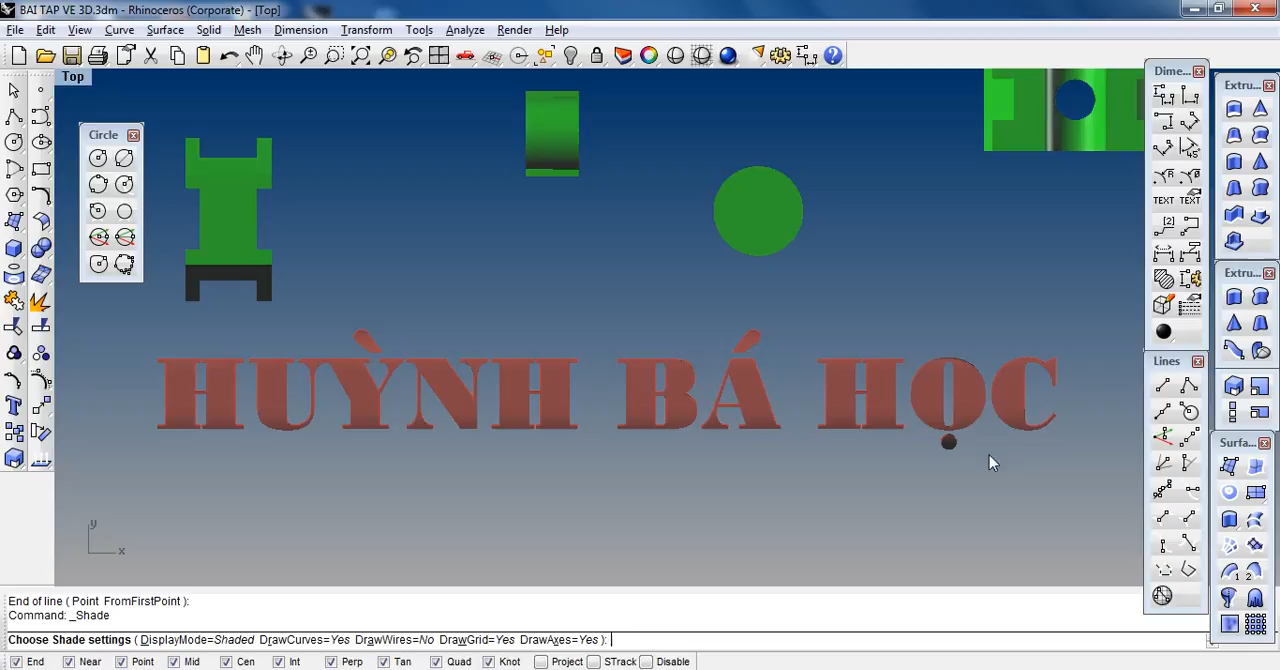 BAI TAP VE 3D.3dm - Rhinoceros (Corporate) - [Top]
File Edit View Curve Surface Solid Mesh Dimension Transform Tools Analyze Render Help
Top
Circle
Dime...
Extru...
TEXT TEXT
Extru...
Lines
Surfa...
HUỲNH BÁ HỌC
y
x
End of line ( Point FromFirstPoint ):
Command: _Shade
Choose Shade settings ( DisplayMode=Shaded DrawCurves=Yes DrawWires=No DrawGrid=Yes DrawAxes=Yes ):
End Near Point Mid Cen Int Perp Tan Quad Knot Project STrack Disable